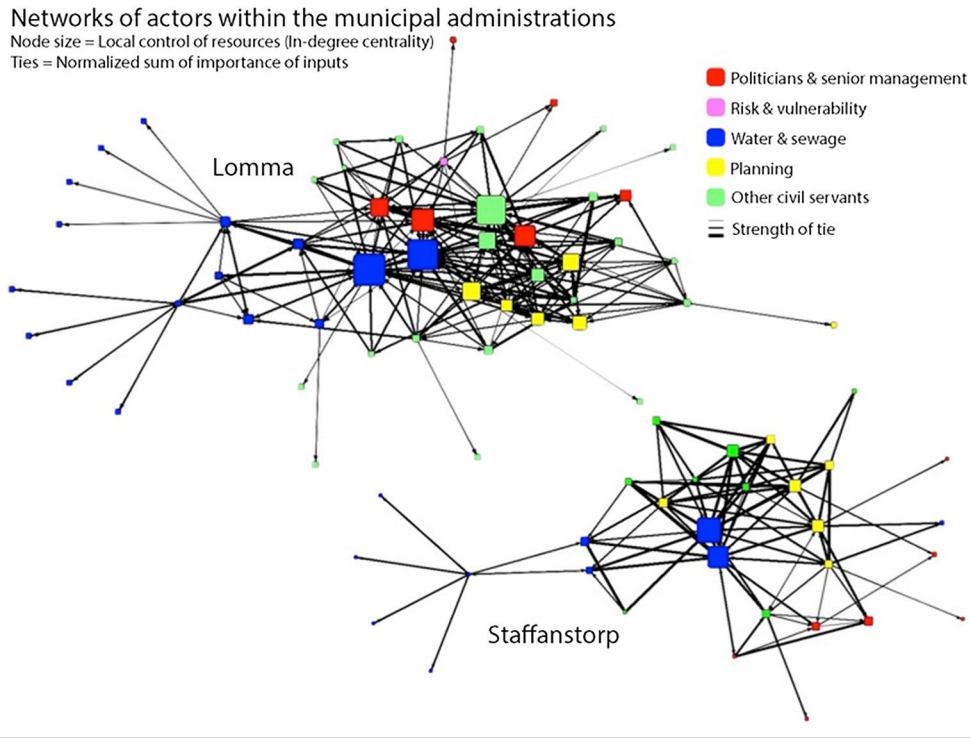 Networks of actors within the municipal administrations
Node size = Local control of resources (In-degree centrality)
Ties = Normalized sum of importance of inputs
Politicians & senior management
Risk & vulnerability
Water & sewage
Planning
Other civil servants
Strength of tie
Lomma
Staffanstorp